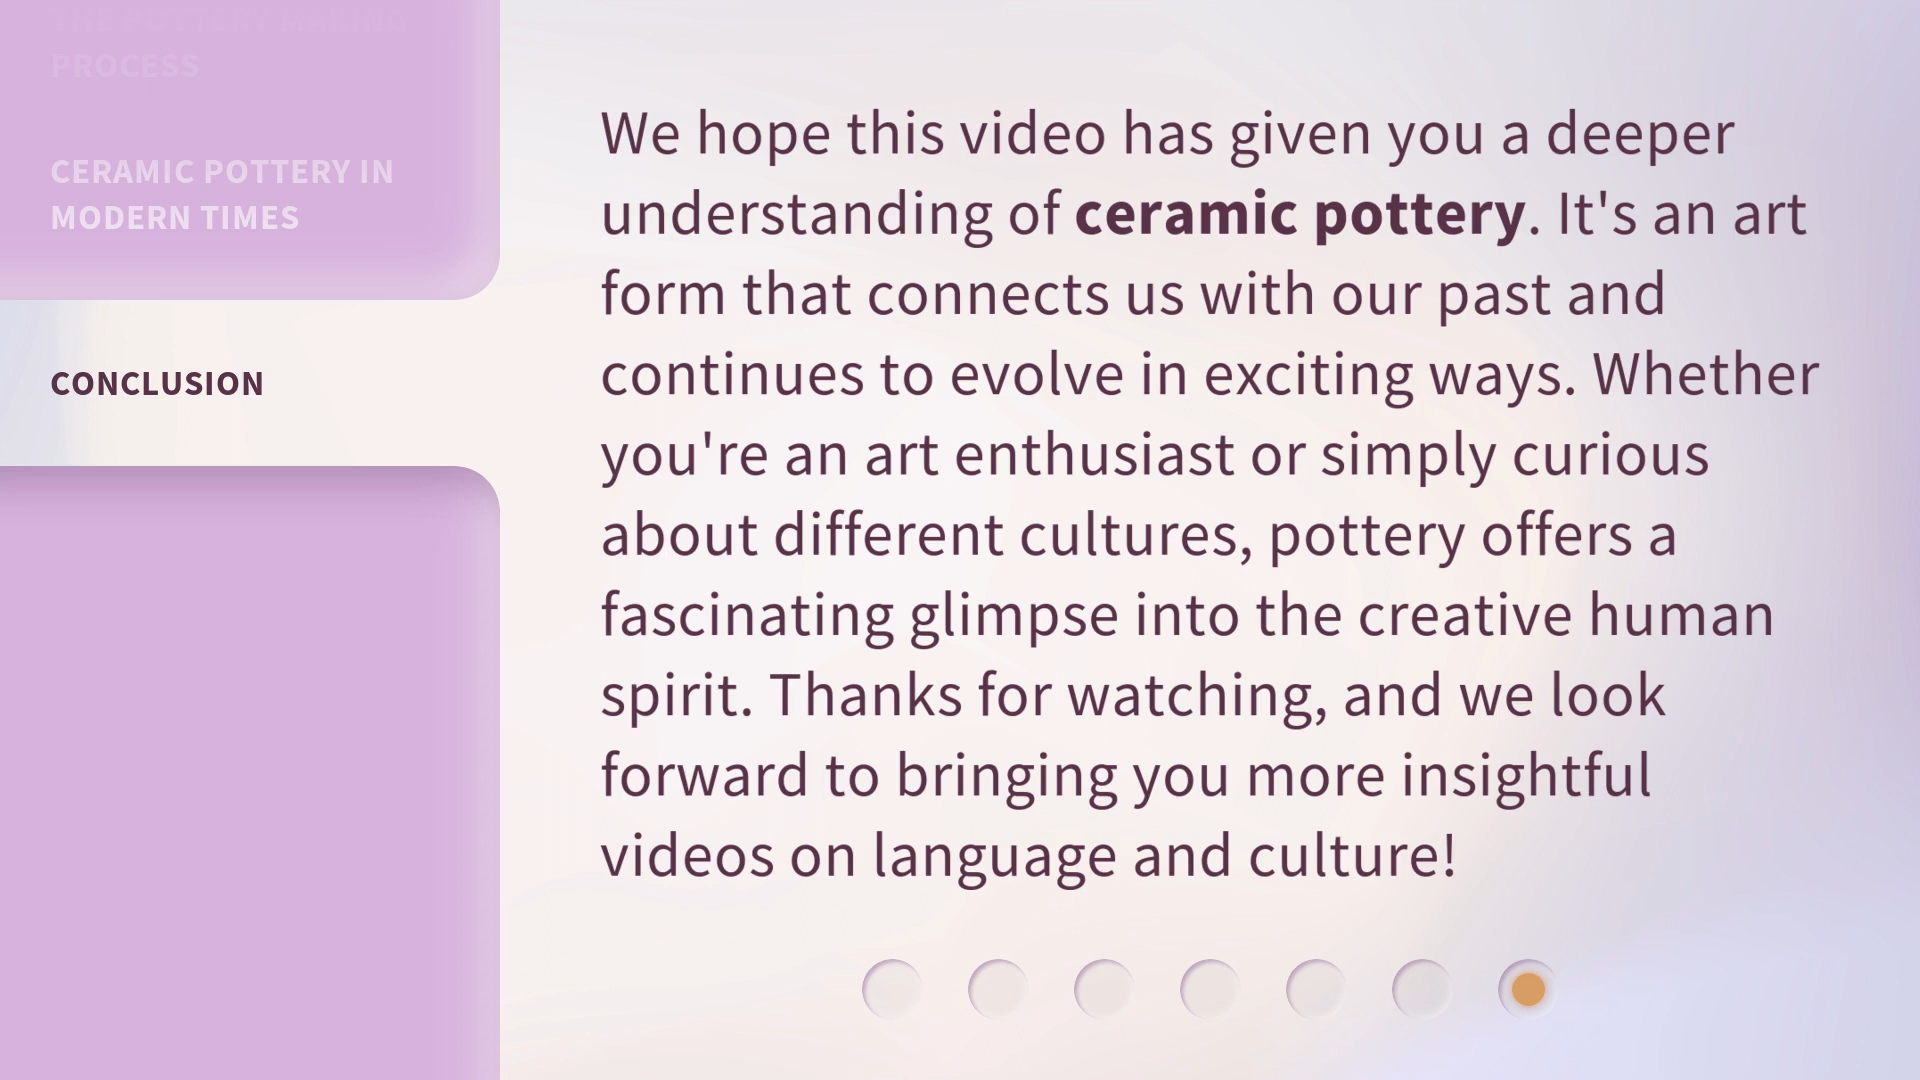 THE POTTERY MAKING
PROCESS
CERAMIC POTTERY IN
MODERN TIMES
CONCLUSION
We hope this video has given you a deeper
understanding of ceramic pottery. It's an art
form that connects us with our past and
continues to evolve in exciting ways. Whether
you're an art enthusiast or simply curious
about different cultures, pottery offers a
fascinating glimpse into the creative human
spirit. Thanks for watching, and we look
forward to bringing you more insightful
videos on language and culture!